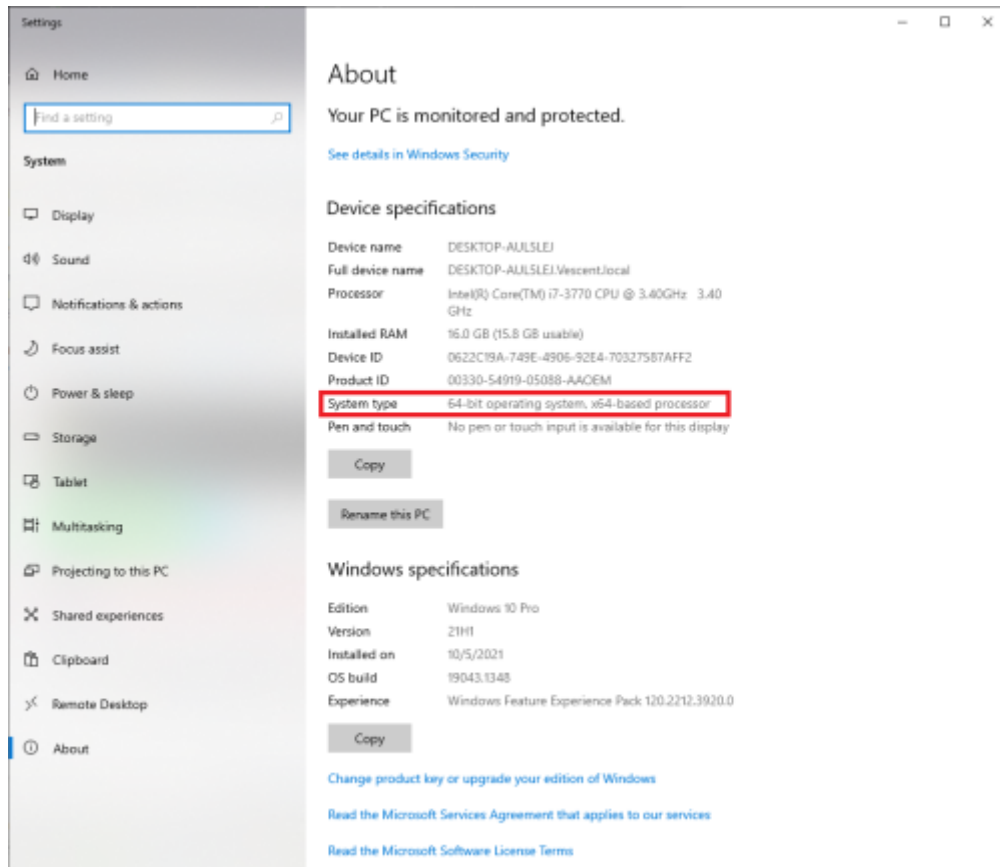 Settings
Home
Find a setting
System
Display
Sound
Notifications & actions
Focus assist
Power & sleep
Storage
Tablet
Multitasking
Projecting to this PC
Shared experiences
Clipboard
Remote Desktop
About
About
Your PC is monitored and protected.
See details in Windows Security
Device specifications
Device name DESKTOP-AUL5LEJ
Full device name DESKTOP-AUL5LEJ.Vescent.local
Processor Intel(R) Core(TM) i7-3770 CPU @ 3.40GHz 3.40
GHz
Installed RAM 16.0 GB (15.8 GB usable)
Device ID 0622C19A-749E-4906-92E4-70327587AFF2
Product ID 00330-54919-05088-AAOEM
System type 64-bit operating system, x64-based processor
Pen and touch No pen or touch input is available for this display
Copy
Rename this PC
Windows specifications
Edition Windows 10 Pro
Version 21H1
Installed on 10/5/2021
OS build 19043.1348
Experience Windows Feature Experience Pack 120.2212.3920.0
Copy
Change product key or upgrade your edition of Windows
Read the Microsoft Services Agreement that applies to our services
Read the Microsoft Software License Terms